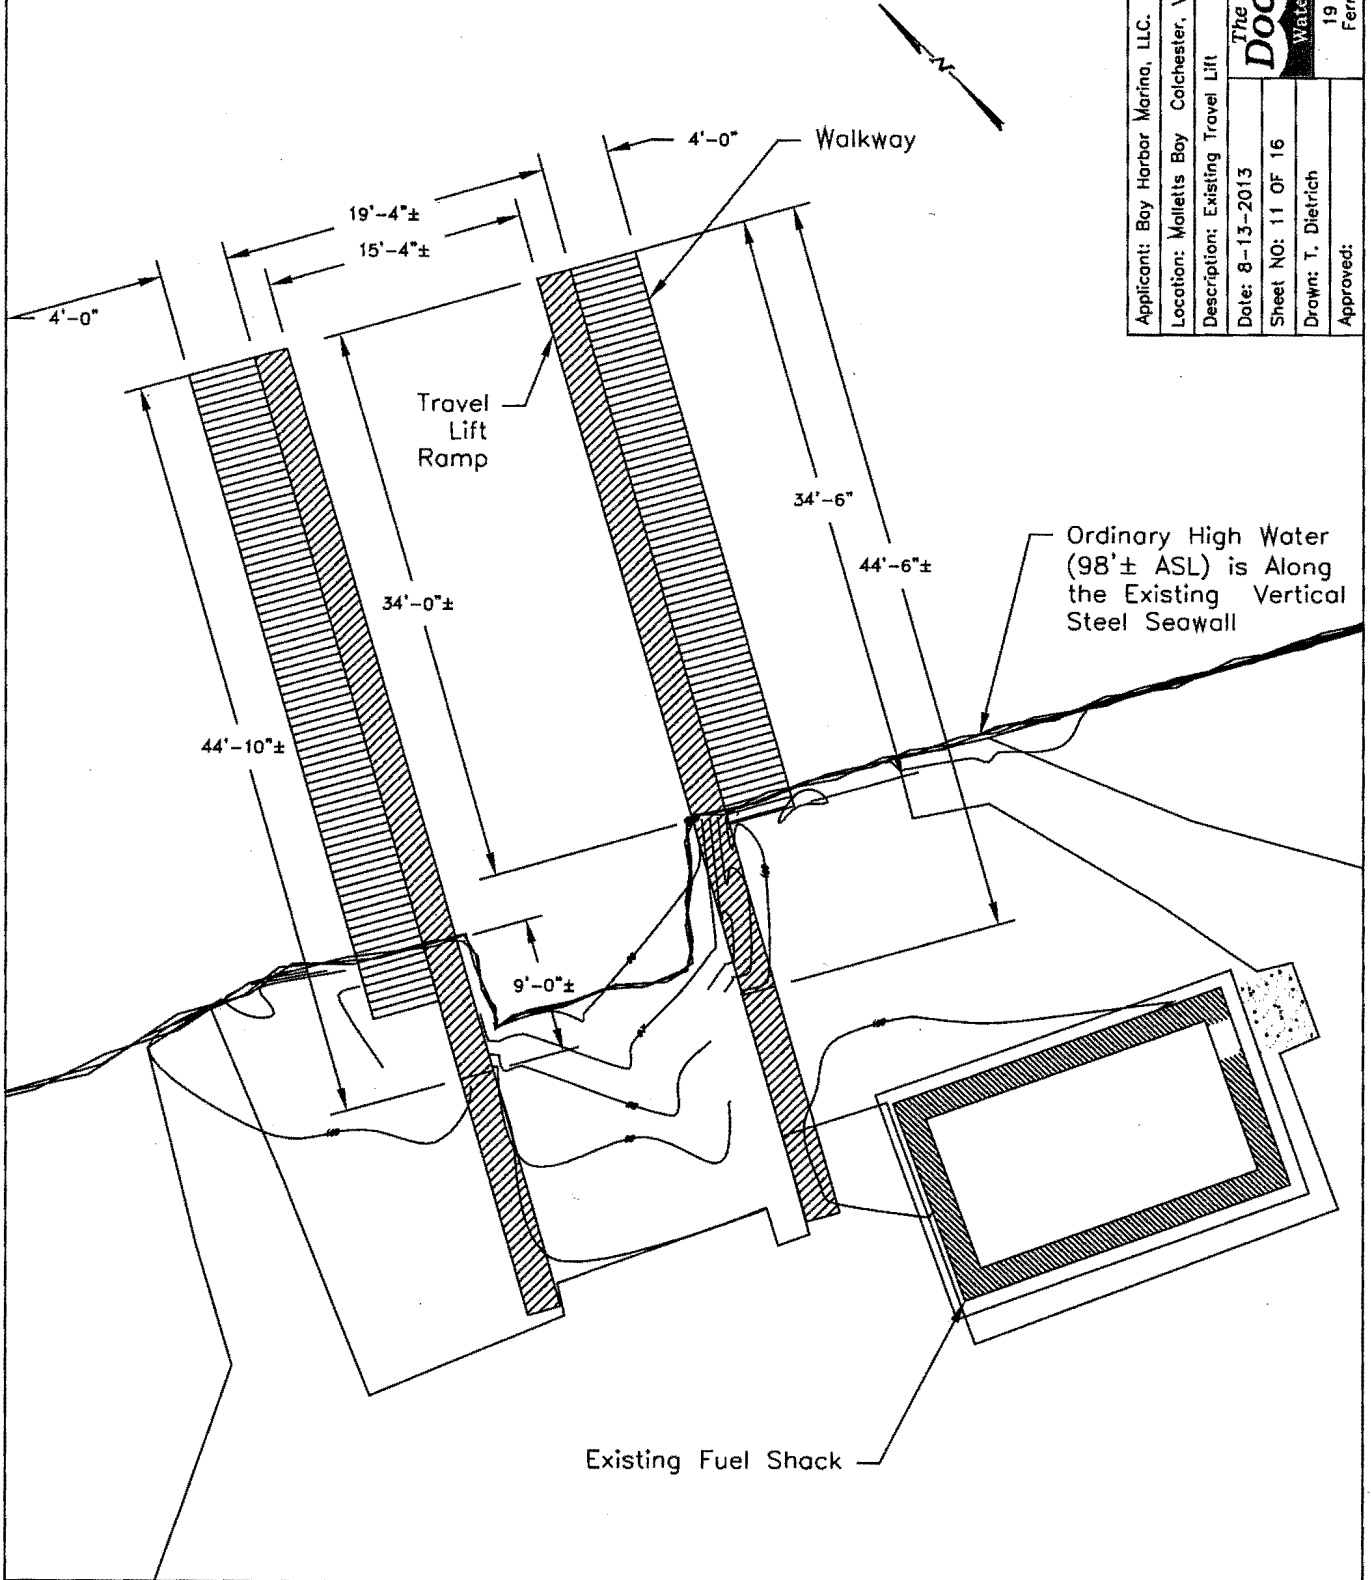 N
4'-0"
Walkway
19'-4"±
15'-4"±
4'-0"
Travel
Lift
Ramp
34'-6"
44'-6"±
34'-0"±
44'-10"±
9'-0"±
Ordinary High Water
(98'± ASL) is Along
the Existing Vertical
Steel Seawall
Existing Fuel Shack
Applicant: Bay Harbor Marina, LLC.
Location: Malletts Bay Colchester,
Description: Existing Travel Lift
Date: 8-13-2013
Sheet NO: 11 OF 16
Drawn: T. Dietrich
Approved:
The
19